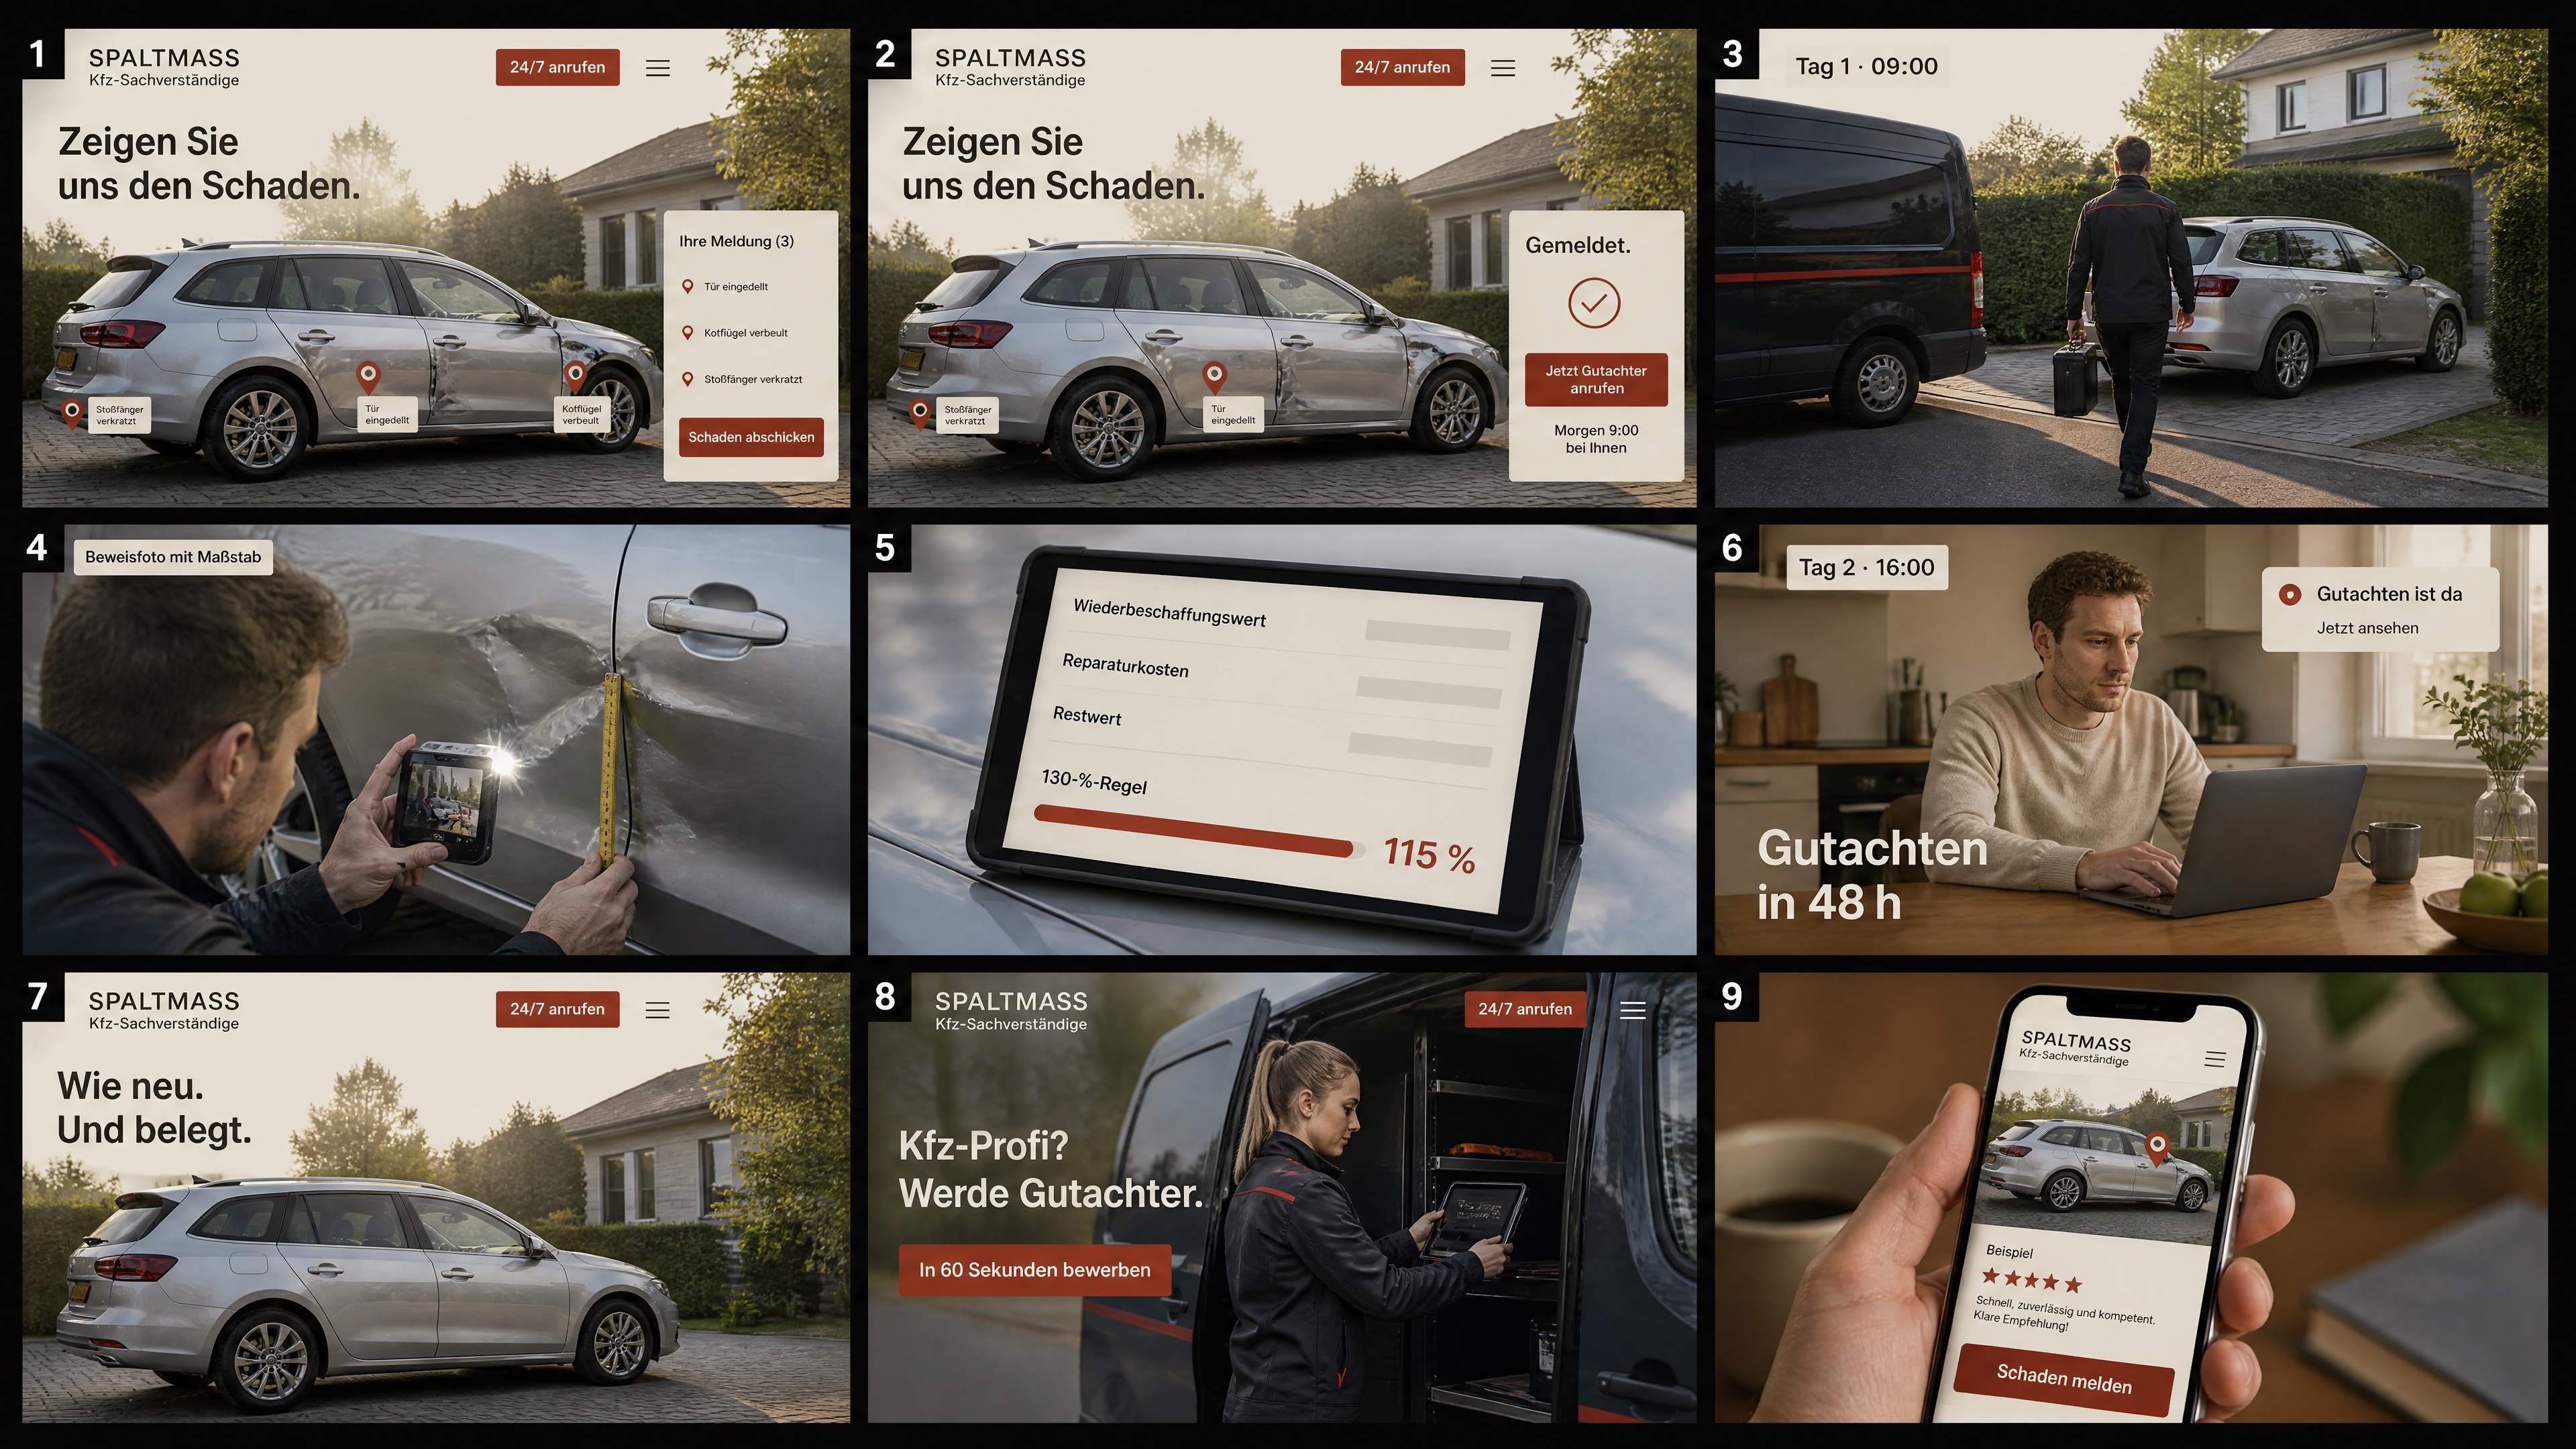 1
SPALTMASS
Kfz-Sachverständige
24/7 anrufen
Zeigen Sie
uns den Schaden.
Ihre Meldung (3)
Tür eingedellt
Kotflügel verbeult
Stoßfänger verkratzt
Schaden abschicken
Stoßfänger
verkratzt
Tür
eingedellt
Kotflügel
verbeult
2
SPALTMASS
Kfz-Sachverständige
24/7 anrufen
Zeigen Sie
uns den Schaden.
Gemeldet.
Jetzt Gutachter
anrufen
Morgen 9:00
bei Ihnen
Stoßfänger
verkratzt
Tür
eingedellt
3
Tag 1 · 09:00
4
Beweisfoto mit Maßstab
5
Wiederbeschaffungswert
Reparaturkosten
Restwert
130-%-Regel
115 %
6
Tag 2 · 16:00
Gutachten ist da
Jetzt ansehen
Gutachten
in 48 h
7
SPALTMASS
Kfz-Sachverständige
24/7 anrufen
Wie neu.
Und belegt.
8
SPALTMASS
Kfz-Sachverständige
24/7 anrufen
Kfz-Profi?
Werde Gutachter.
In 60 Sekunden bewerben
9
SPALTMASS
Kfz-Sachverständige
Beispiel
Schnell, zuverlässig und kompetent.
Klare Empfehlung!
Schaden melden